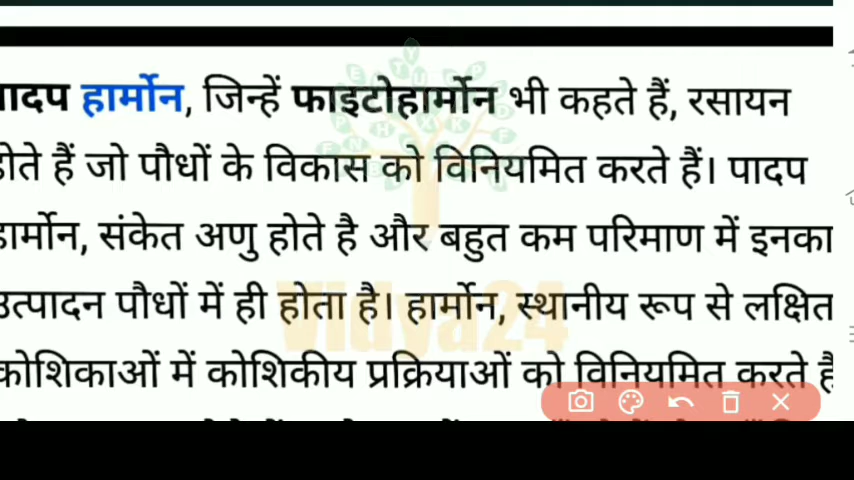 पादप हार्मोन, जिन्हें फाइटोहार्मोन भी कहते हैं, रसायन
होते हैं जो पौधों के विकास को विनियमित करते हैं। पादप
हार्मोन, संकेत अणु होते है और बहुत कम परिमाण में इनका
उत्पादन पौधों में ही होता है। हार्मोन, स्थानीय रूप से लक्षित
कोशिकाओं में कोशिकीय प्रक्रियाओं को विनियमित करते हैं
Vidya24